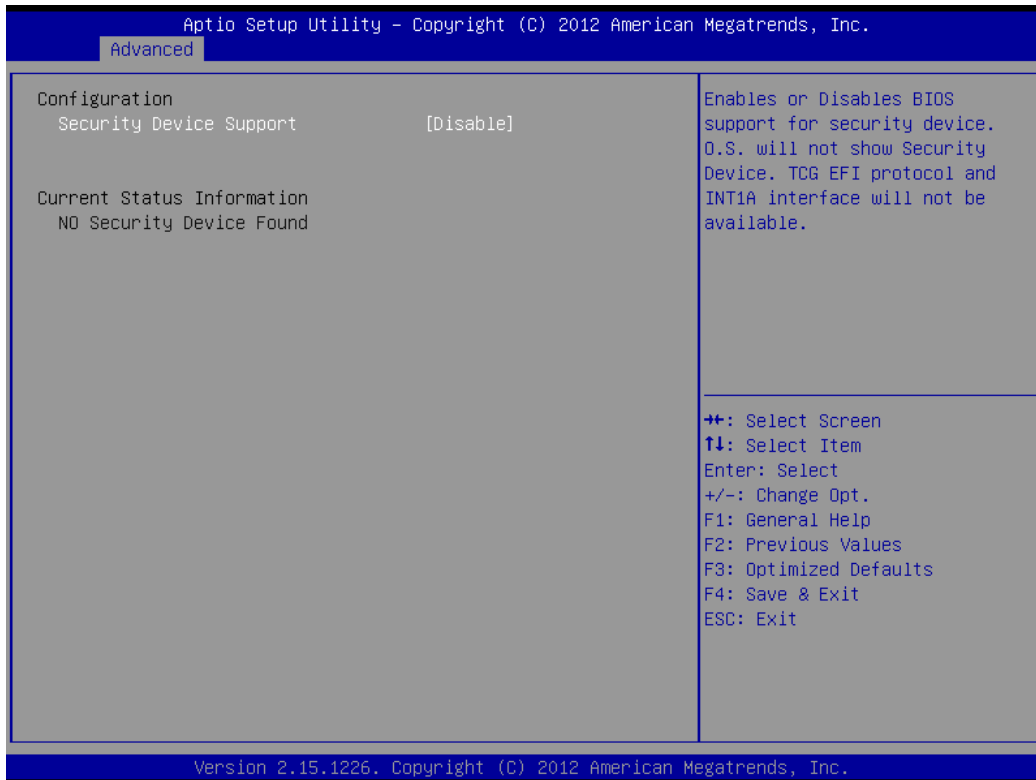 Aptio Setup Utility – Copyright (C) 2012 American Megatrends, Inc.
Advanced
Configuration
Security Device Support [Disable]
Current Status Information
NO Security Device Found
Enables or Disables BIOS
support for security device.
O.S. will not show Security
Device. TCG EFI protocol and
INT1A interface will not be
available.
→←: Select Screen
↑↓: Select Item
Enter: Select
+/-: Change Opt.
F1: General Help
F2: Previous Values
F3: Optimized Defaults
F4: Save & Exit
ESC: Exit
Version 2.15.1226. Copyright (C) 2012 American Megatrends, Inc.